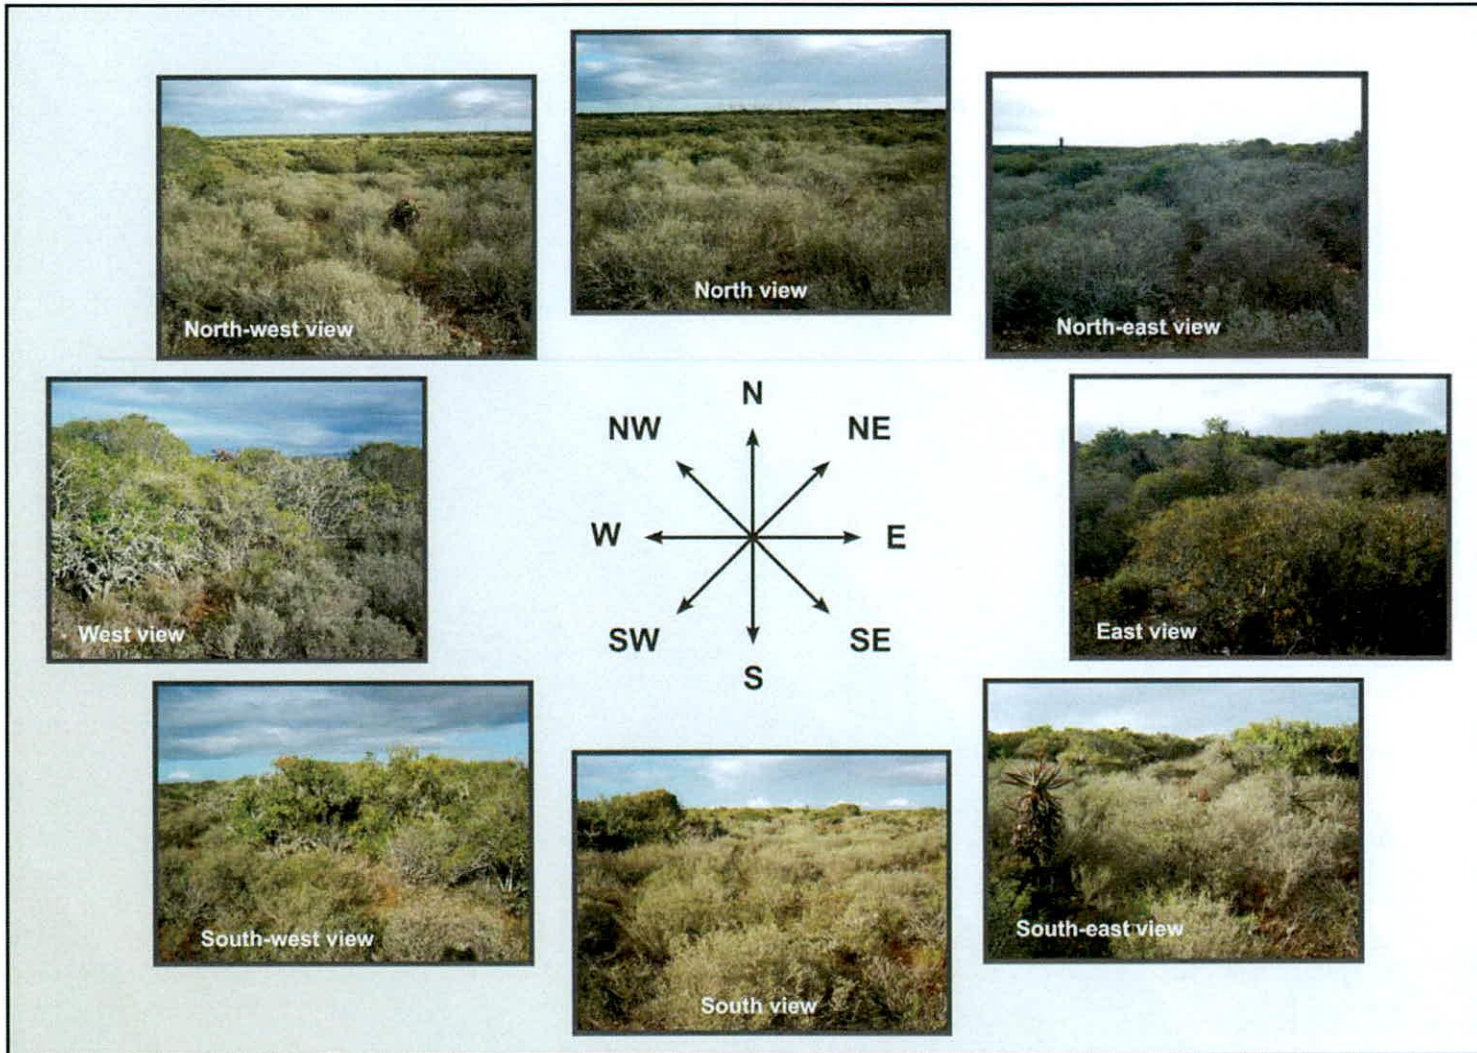 North view
North-west view
North-east view
N
NW
NE
W
E
SW
SE
S
West view
East view
South-west view
South-east view
South view